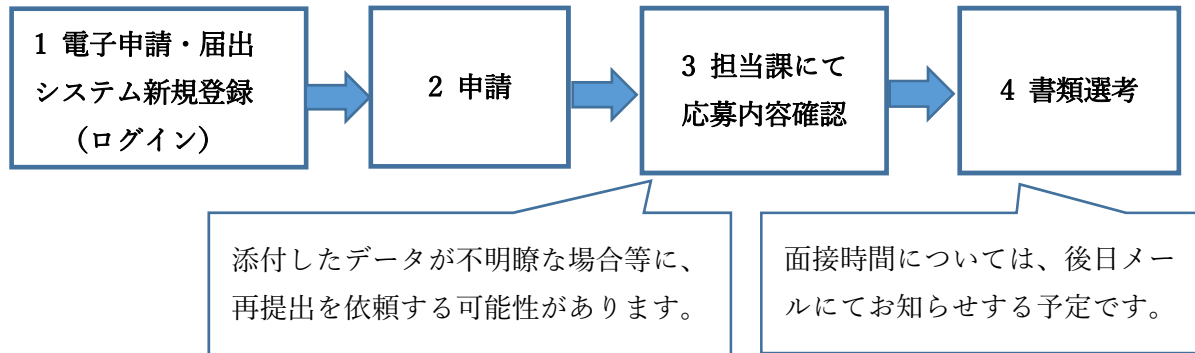 1 電子申請・届出
システム新規登録
（ログイン）
2 申請
3 担当課にて
応募内容確認
4 書類選考
添付したデータが不明瞭な場合等に、
再提出を依頼する可能性があります。
面接時間については、後日メー
ルにてお知らせする予定です。